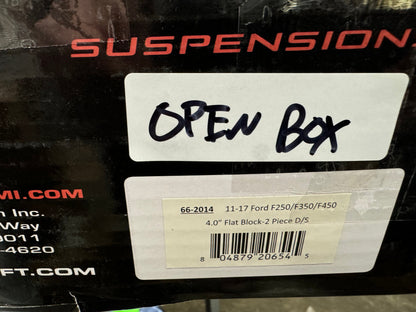 SUSPENSION
OPEN BOX
MI.COM
Inc.
Way
0011
-4620
FT.COM
66-2014 11-17 Ford F250/F350/F450
4.0" Flat Block-2 Piece D/S
8 04879 20654 5